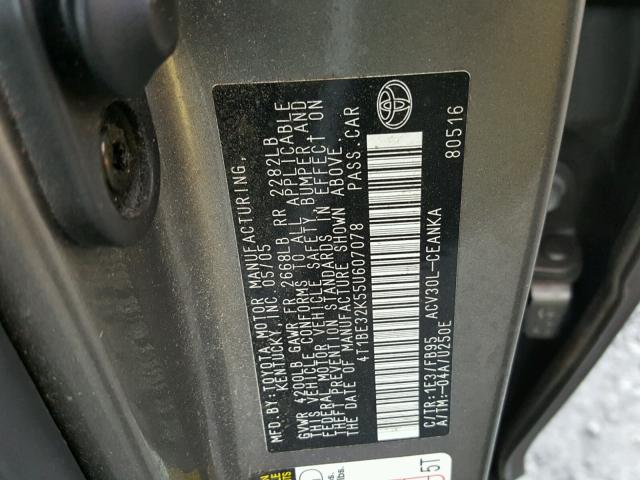 MFD.BY:TOYOTA MOTOR MANUFACTURING,
KENTUCKY, INC. 05/05
GVWR 4200LB GAWR FR 2668LB RR 2282LB
THIS VEHICLE CONFORMS TO ALL APPLICABLE
FEDERAL MOTOR VEHICLE SAFETY, BUMPER AND
THEFT PREVENTION STANDARDS IN EFFECT ON
THE DATE OF MANUFACTURE SHOWN ABOVE.
4T1BE32K55U607078 PASS.CAR
C/TR:1E3/FB95 ACV30L-CEANKA
A/TM:-04A/U250E 80516
5T
lbs.